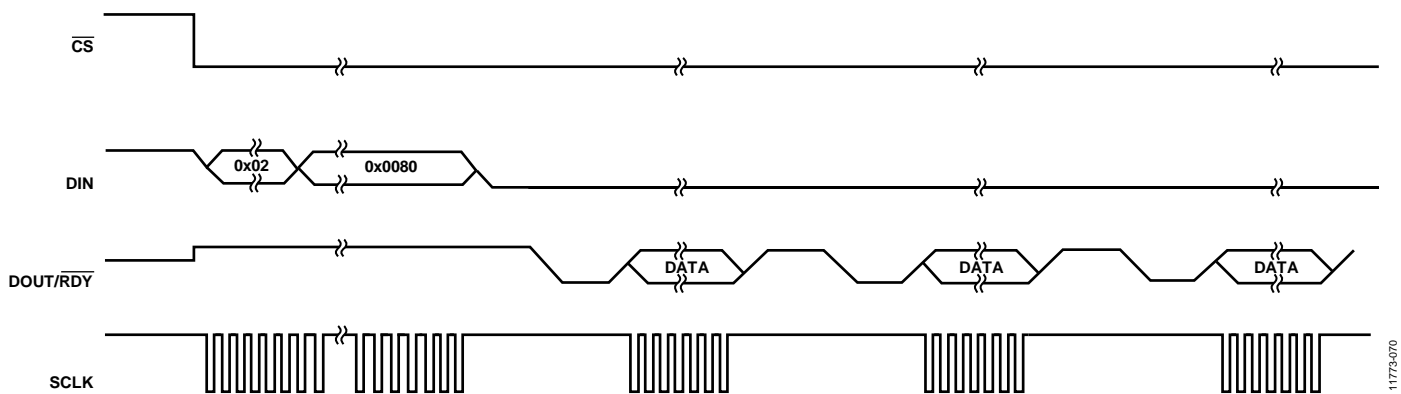 CS
0x02
0x0080
DIN
DATA
DATA
DATA
DOUT/RDY
SCLK
11773-070